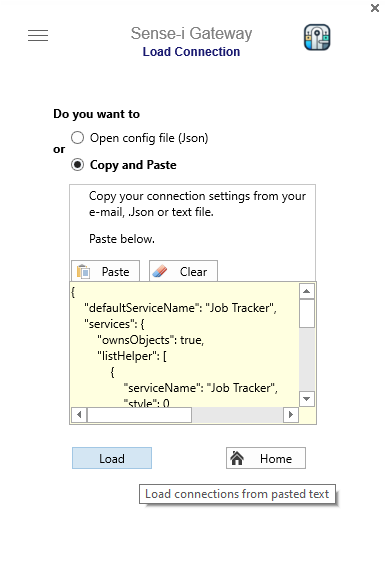 Sense-i Gateway
Load Connection
Do you want to
Open config file (Json)
or
Copy and Paste
Copy your connection settings from your
e-mail, .Json or text file.
Paste below.
Paste
Clear
{
"defaultServiceName": "Job Tracker",
"services": {
"ownsObjects": true,
"listHelper": [
{
"serviceName": "Job Tracker",
"style": 0
Load
Home
Load connections from pasted text